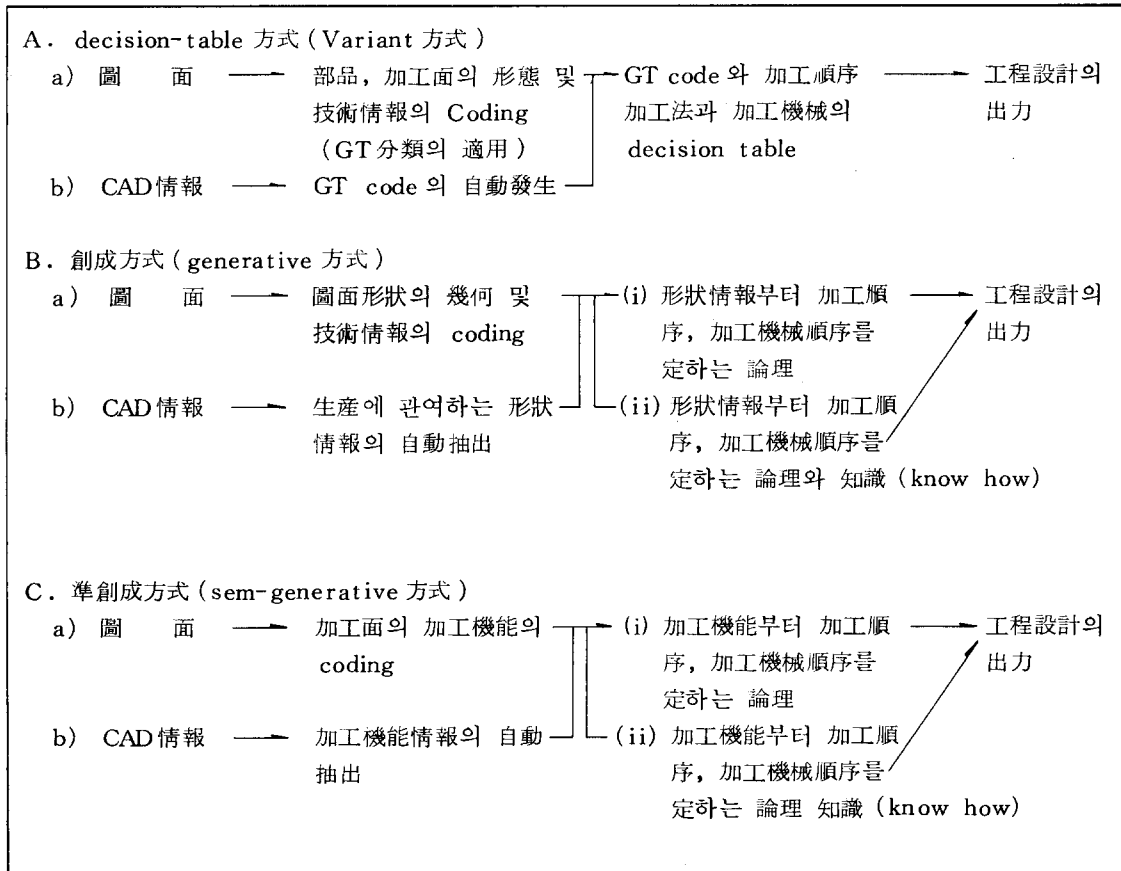 A. decision-table 方式 (Variant 方式)
a) 圖 面 部品, 加工面의 形態 및 GT code 와 加工順序 工程設計의
技術情報의 Coding 加工法과 加工機械의 出力
(GT分類의 適用) decision table
b) CAD情報 GT code 의 自動發生
B. 創成方式 (generative 方式)
a) 圖 面 圖面形狀의 幾何 및 (i) 形狀情報부터 加工順 工程設計의
技術情報의 coding 序, 加工機械順序를 出力
定하는 論理
b) CAD情報 生産에 관여하는 形狀 (ii) 形狀情報부터 加工順
情報의 自動抽出 序, 加工機械順序를
定하는 論理와 知識 (know how)
C. 準創成方式 (sem-generative 方式)
a) 圖 面 加工面의 加工機能의 (i) 加工機能부터 加工順 工程設計의
coding 序, 加工機械順序를 出力
定하는 論理
b) CAD情報 加工機能情報의 自動 (ii) 加工機能부터 加工順
抽出 序, 加工機械順序를
定하는 論理 知識 (know how)